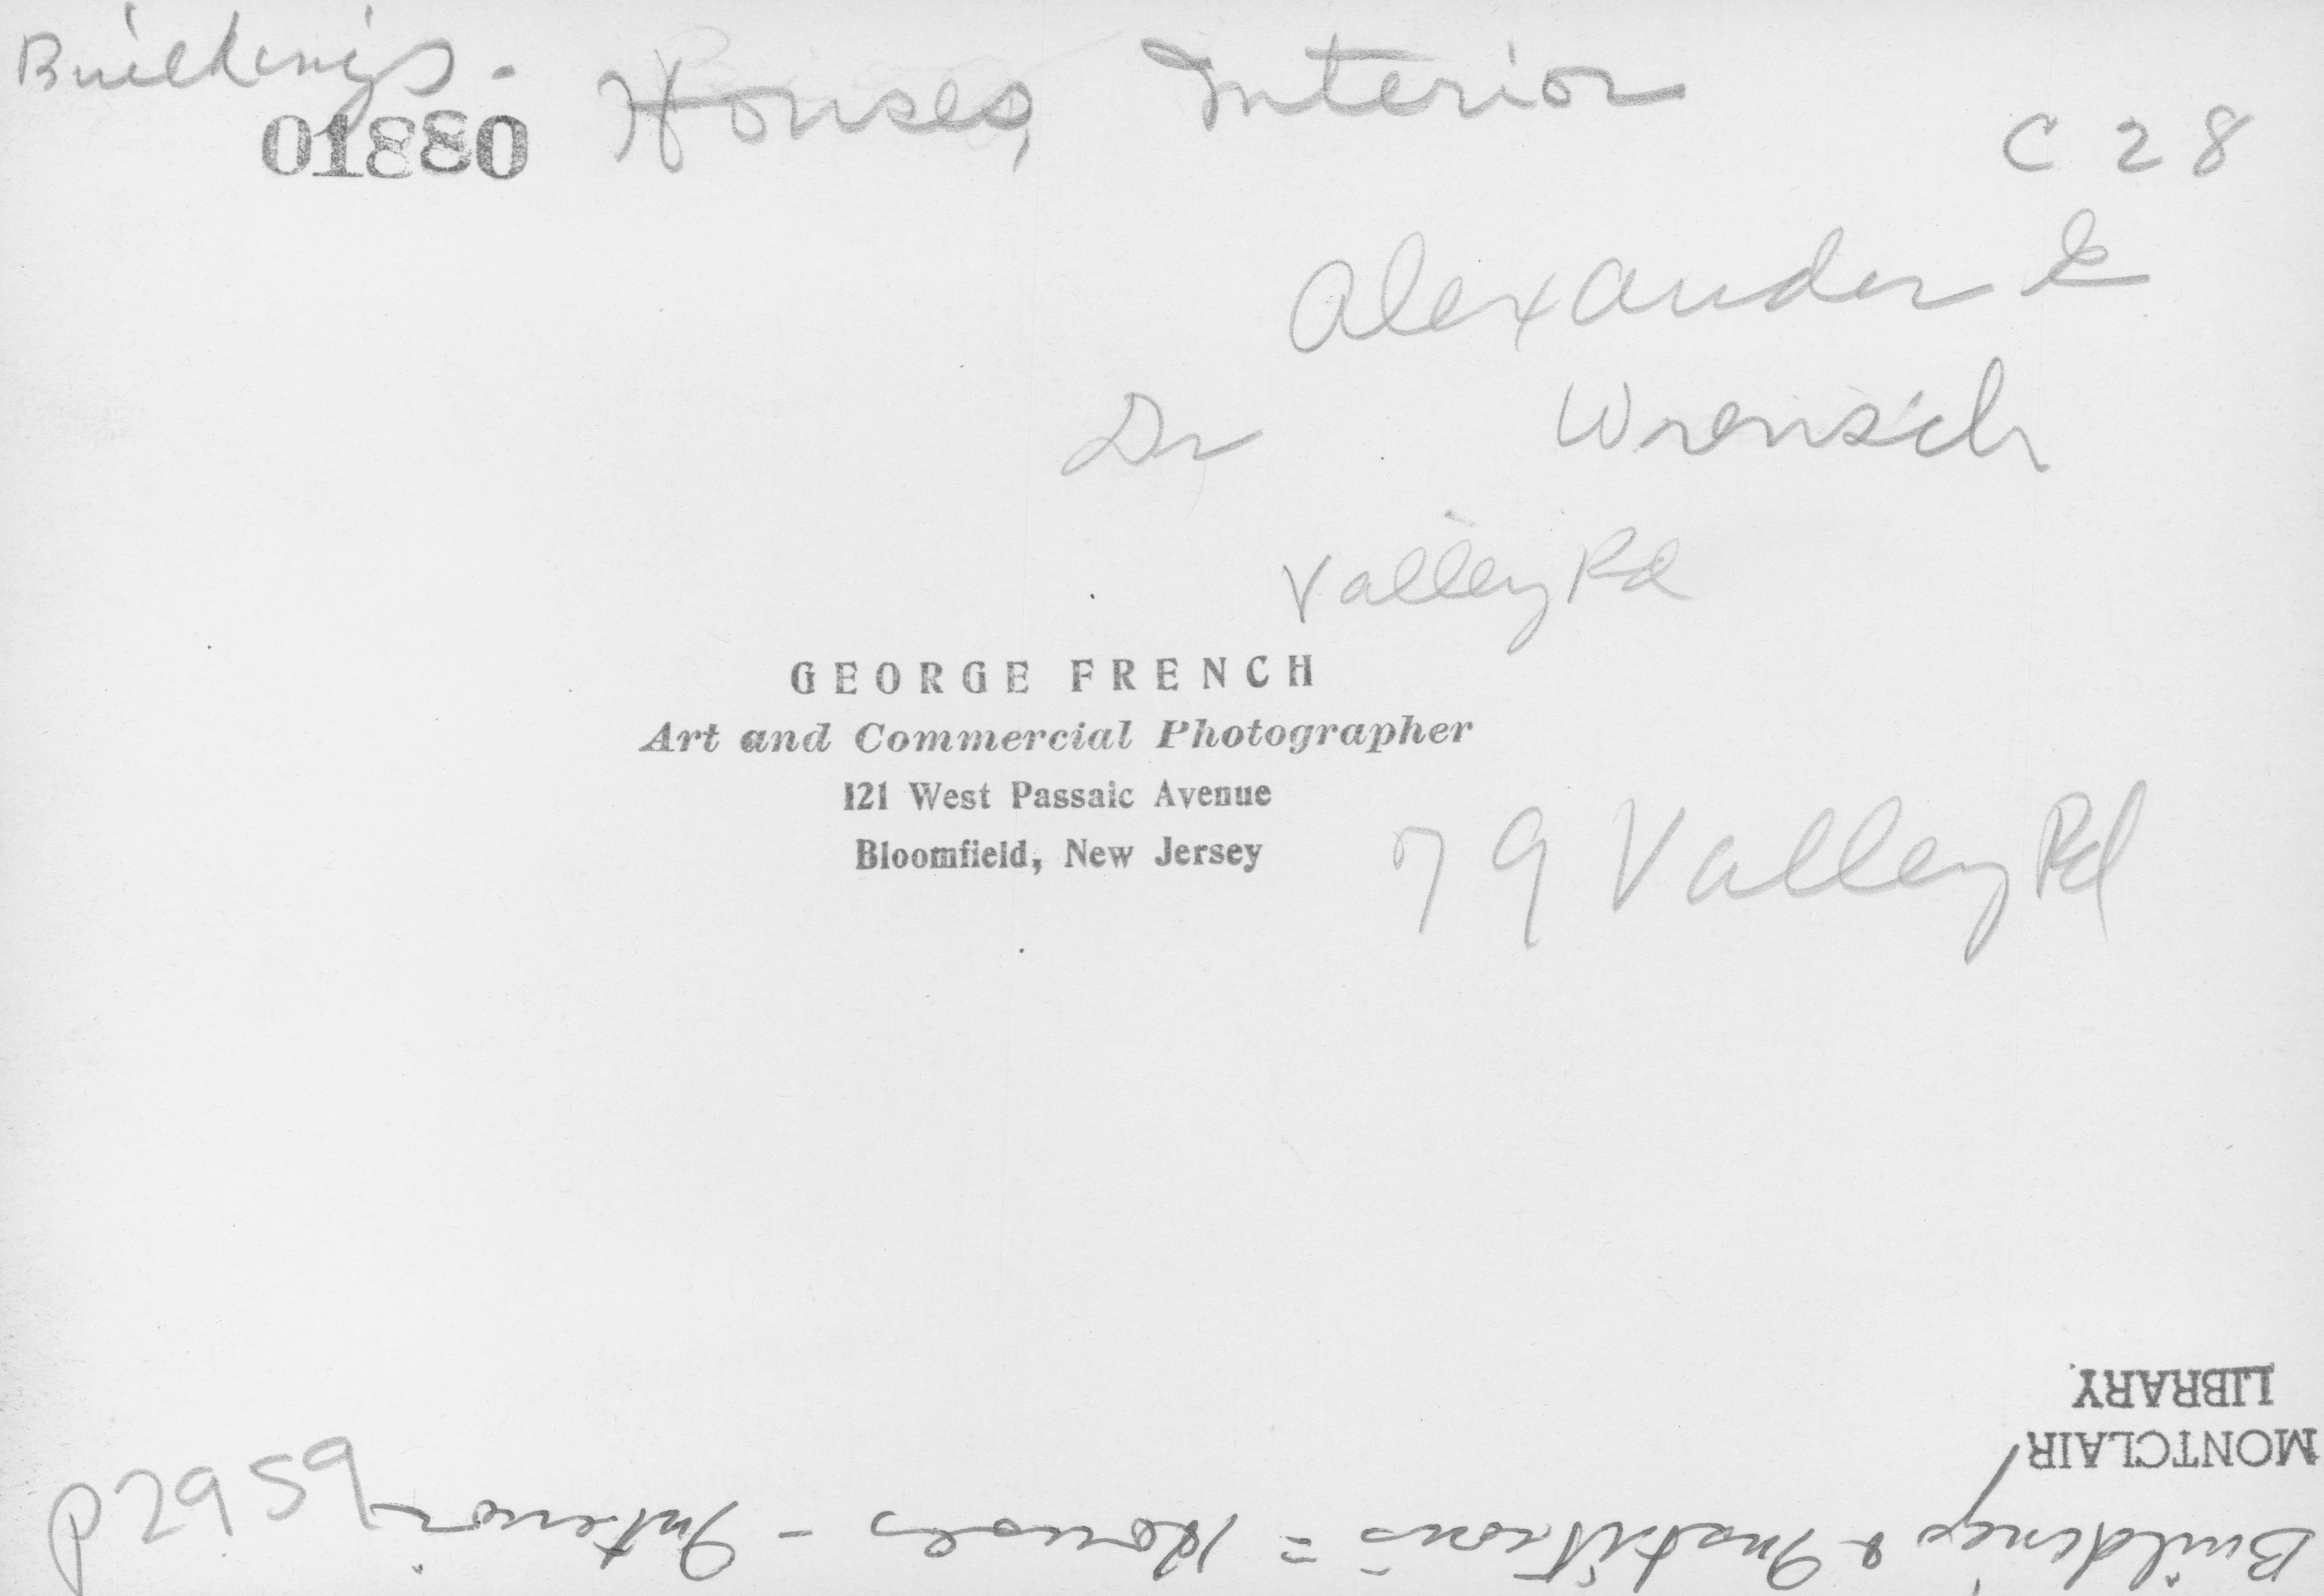 Buildings - Houses, Interior
01880
C 28
Alexander E
Dr Wrensch
Valley Rd
GEORGE FRENCH
Art and Commercial Photographer
121 West Passaic Avenue
Bloomfield, New Jersey
79 Valley Rd
P2959
MONTCLAIR
LIBRARY
Buildings & Institutions = Houses - Interior